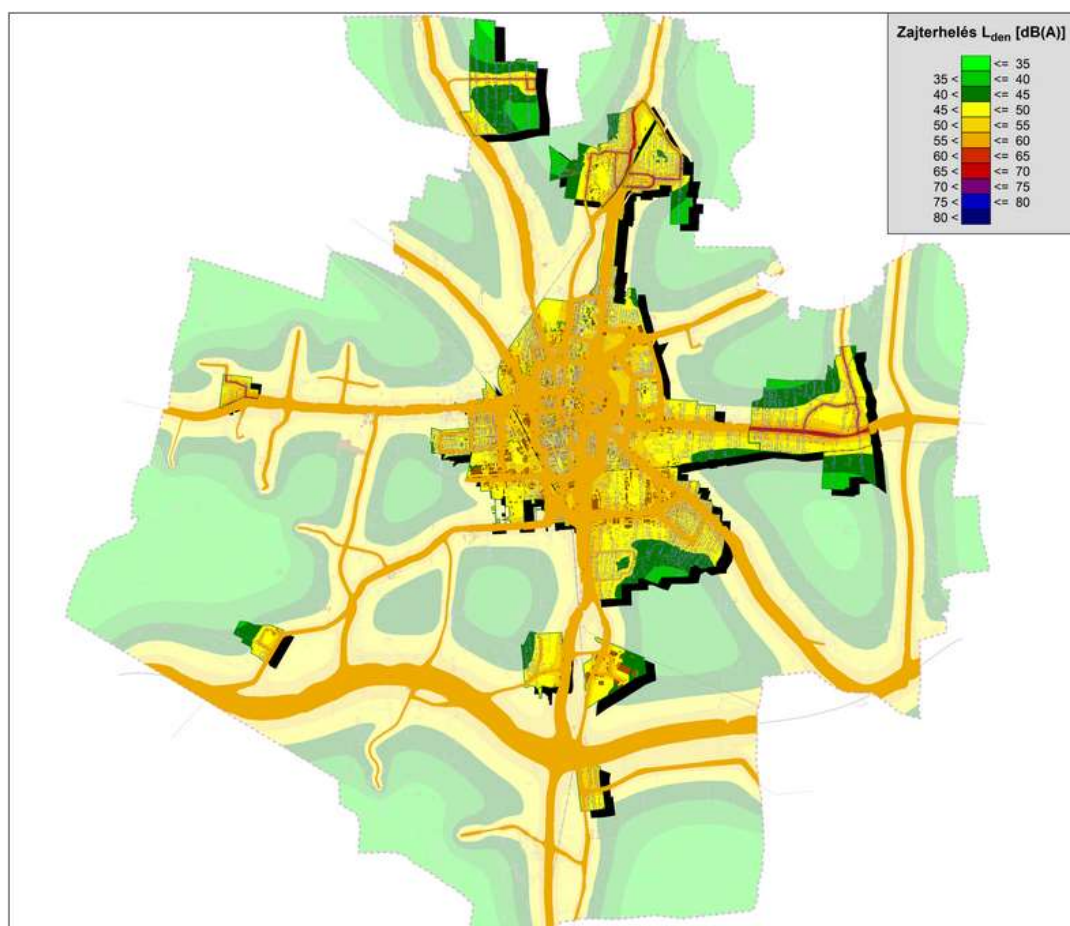 Zajterhelés Lden [dB(A)]
<= 35
35 < <= 40
40 < <= 45
45 < <= 50
50 < <= 55
55 < <= 60
60 < <= 65
65 < <= 70
70 < <= 75
75 < <= 80
80 <